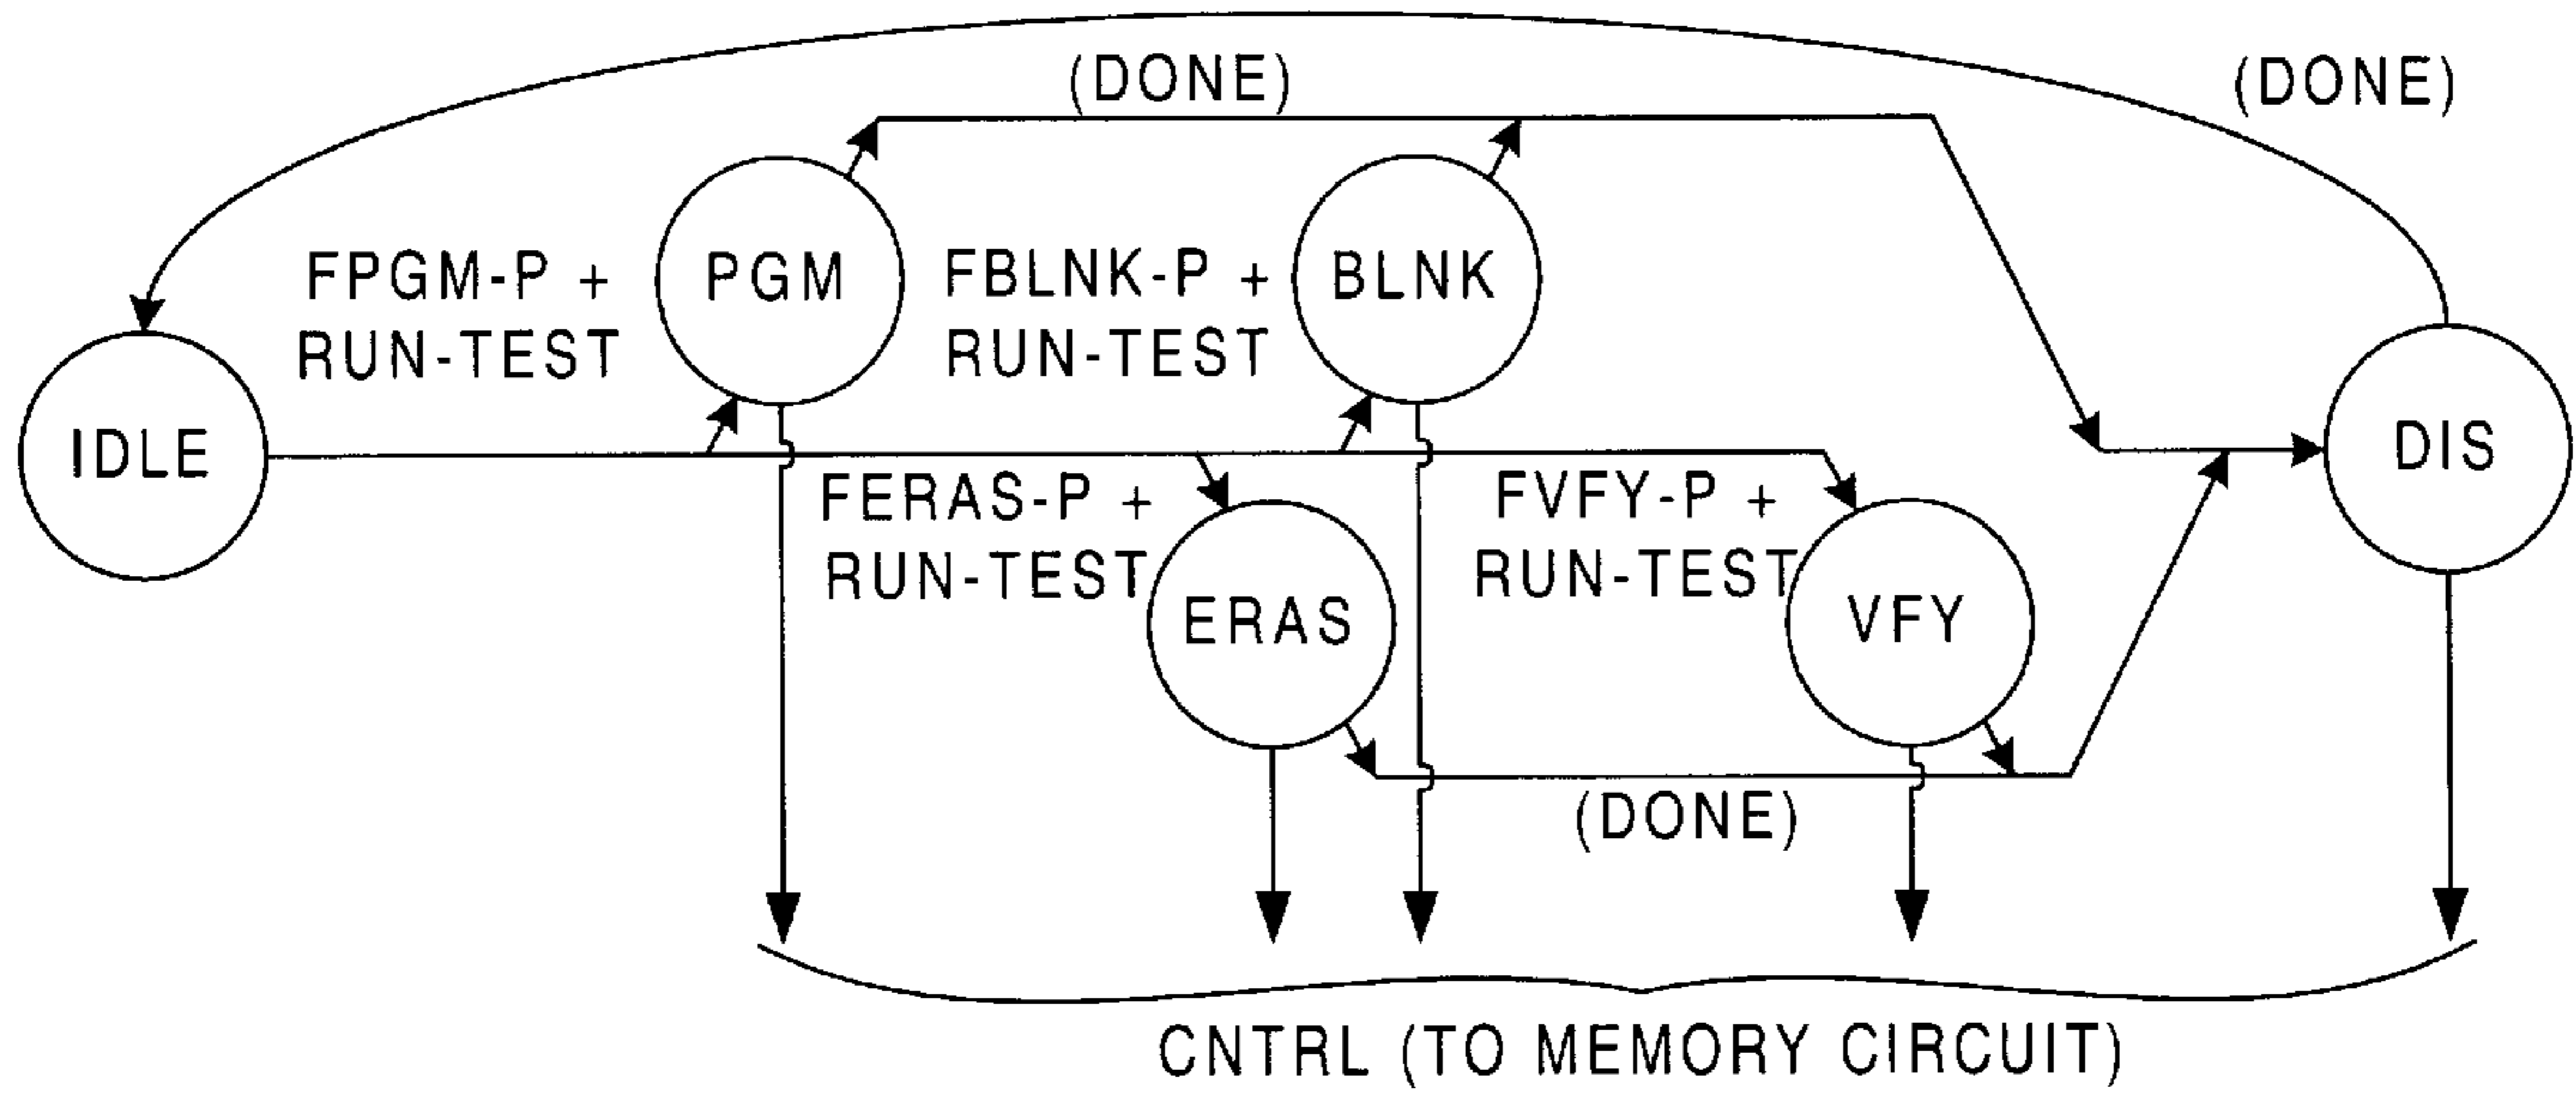 (DONE)
(DONE)
FPGM-P +
RUN-TEST
PGM
FBLNK-P +
RUN-TEST
BLNK
IDLE
DIS
FERAS-P +
RUN-TEST
ERAS
FVFY-P +
RUN-TEST
VFY
(DONE)
CNTRL (TO MEMORY CIRCUIT)